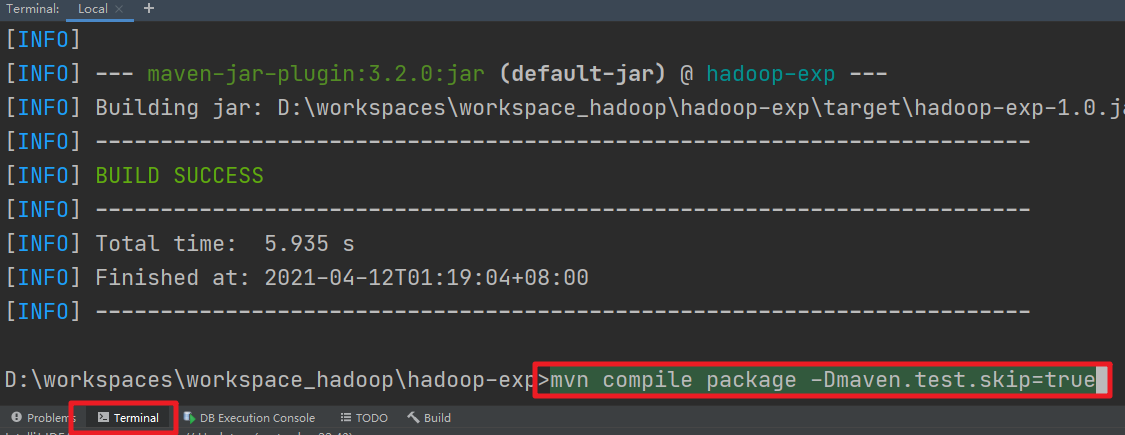 Terminal: Local × +
[INFO]
[INFO] --- maven-jar-plugin:3.2.0:jar (default-jar) @ hadoop-exp ---
[INFO] Building jar: D:\workspaces\workspace_hadoop\hadoop-exp\target\hadoop-exp-1.0.ja
[INFO] ------------------------------------------------------------------------
[INFO] BUILD SUCCESS
[INFO] ------------------------------------------------------------------------
[INFO] Total time:  5.935 s
[INFO] Finished at: 2021-04-12T01:19:04+08:00
[INFO] ------------------------------------------------------------------------
D:\workspaces\workspace_hadoop\hadoop-exp>mvn compile package -Dmaven.test.skip=true
Problems Terminal DB Execution Console TODO Build